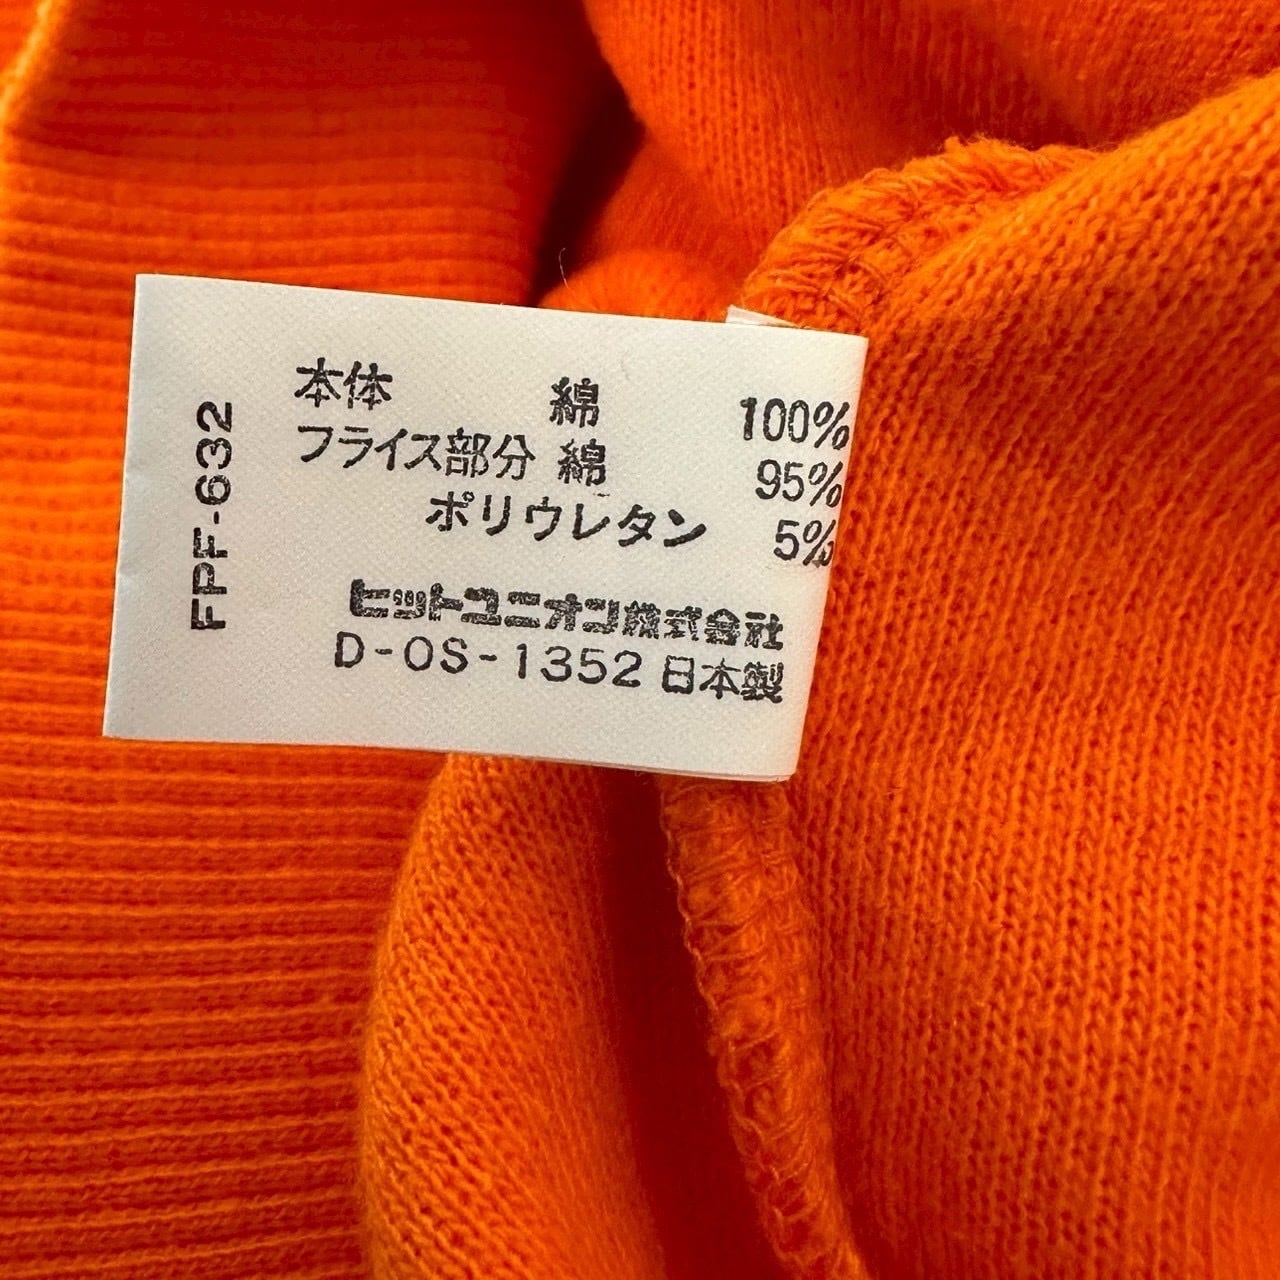 本体 綿 100%
フライス部分 綿 95%
ポリウレタン 5%
ヒットユニオン株式会社
D-OS-1352 日本製
FPF-632